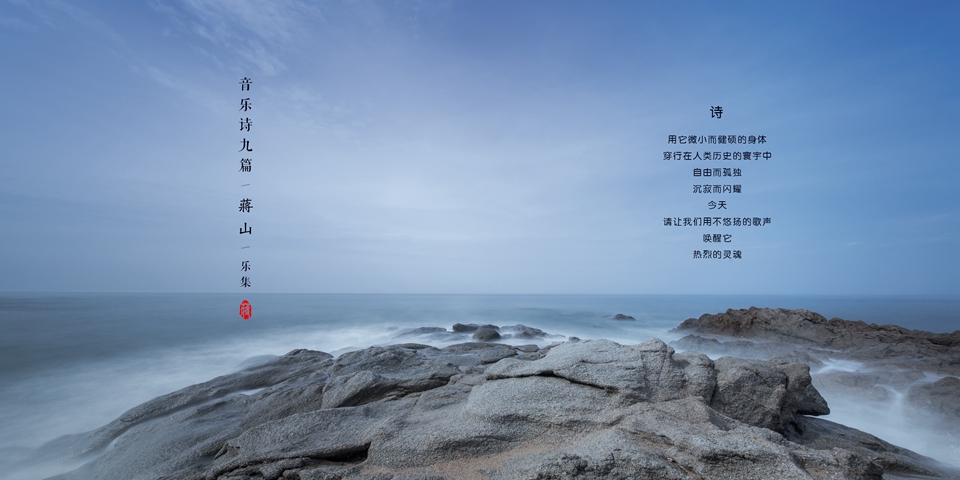 音乐诗九篇—蔣山—乐集
诗
用它微小而健硕的身体
穿行在人类历史的寰宇中
自由而孤独
沉寂而闪耀
今天
请让我们用不悠扬的歌声
唤醒它
热烈的灵魂